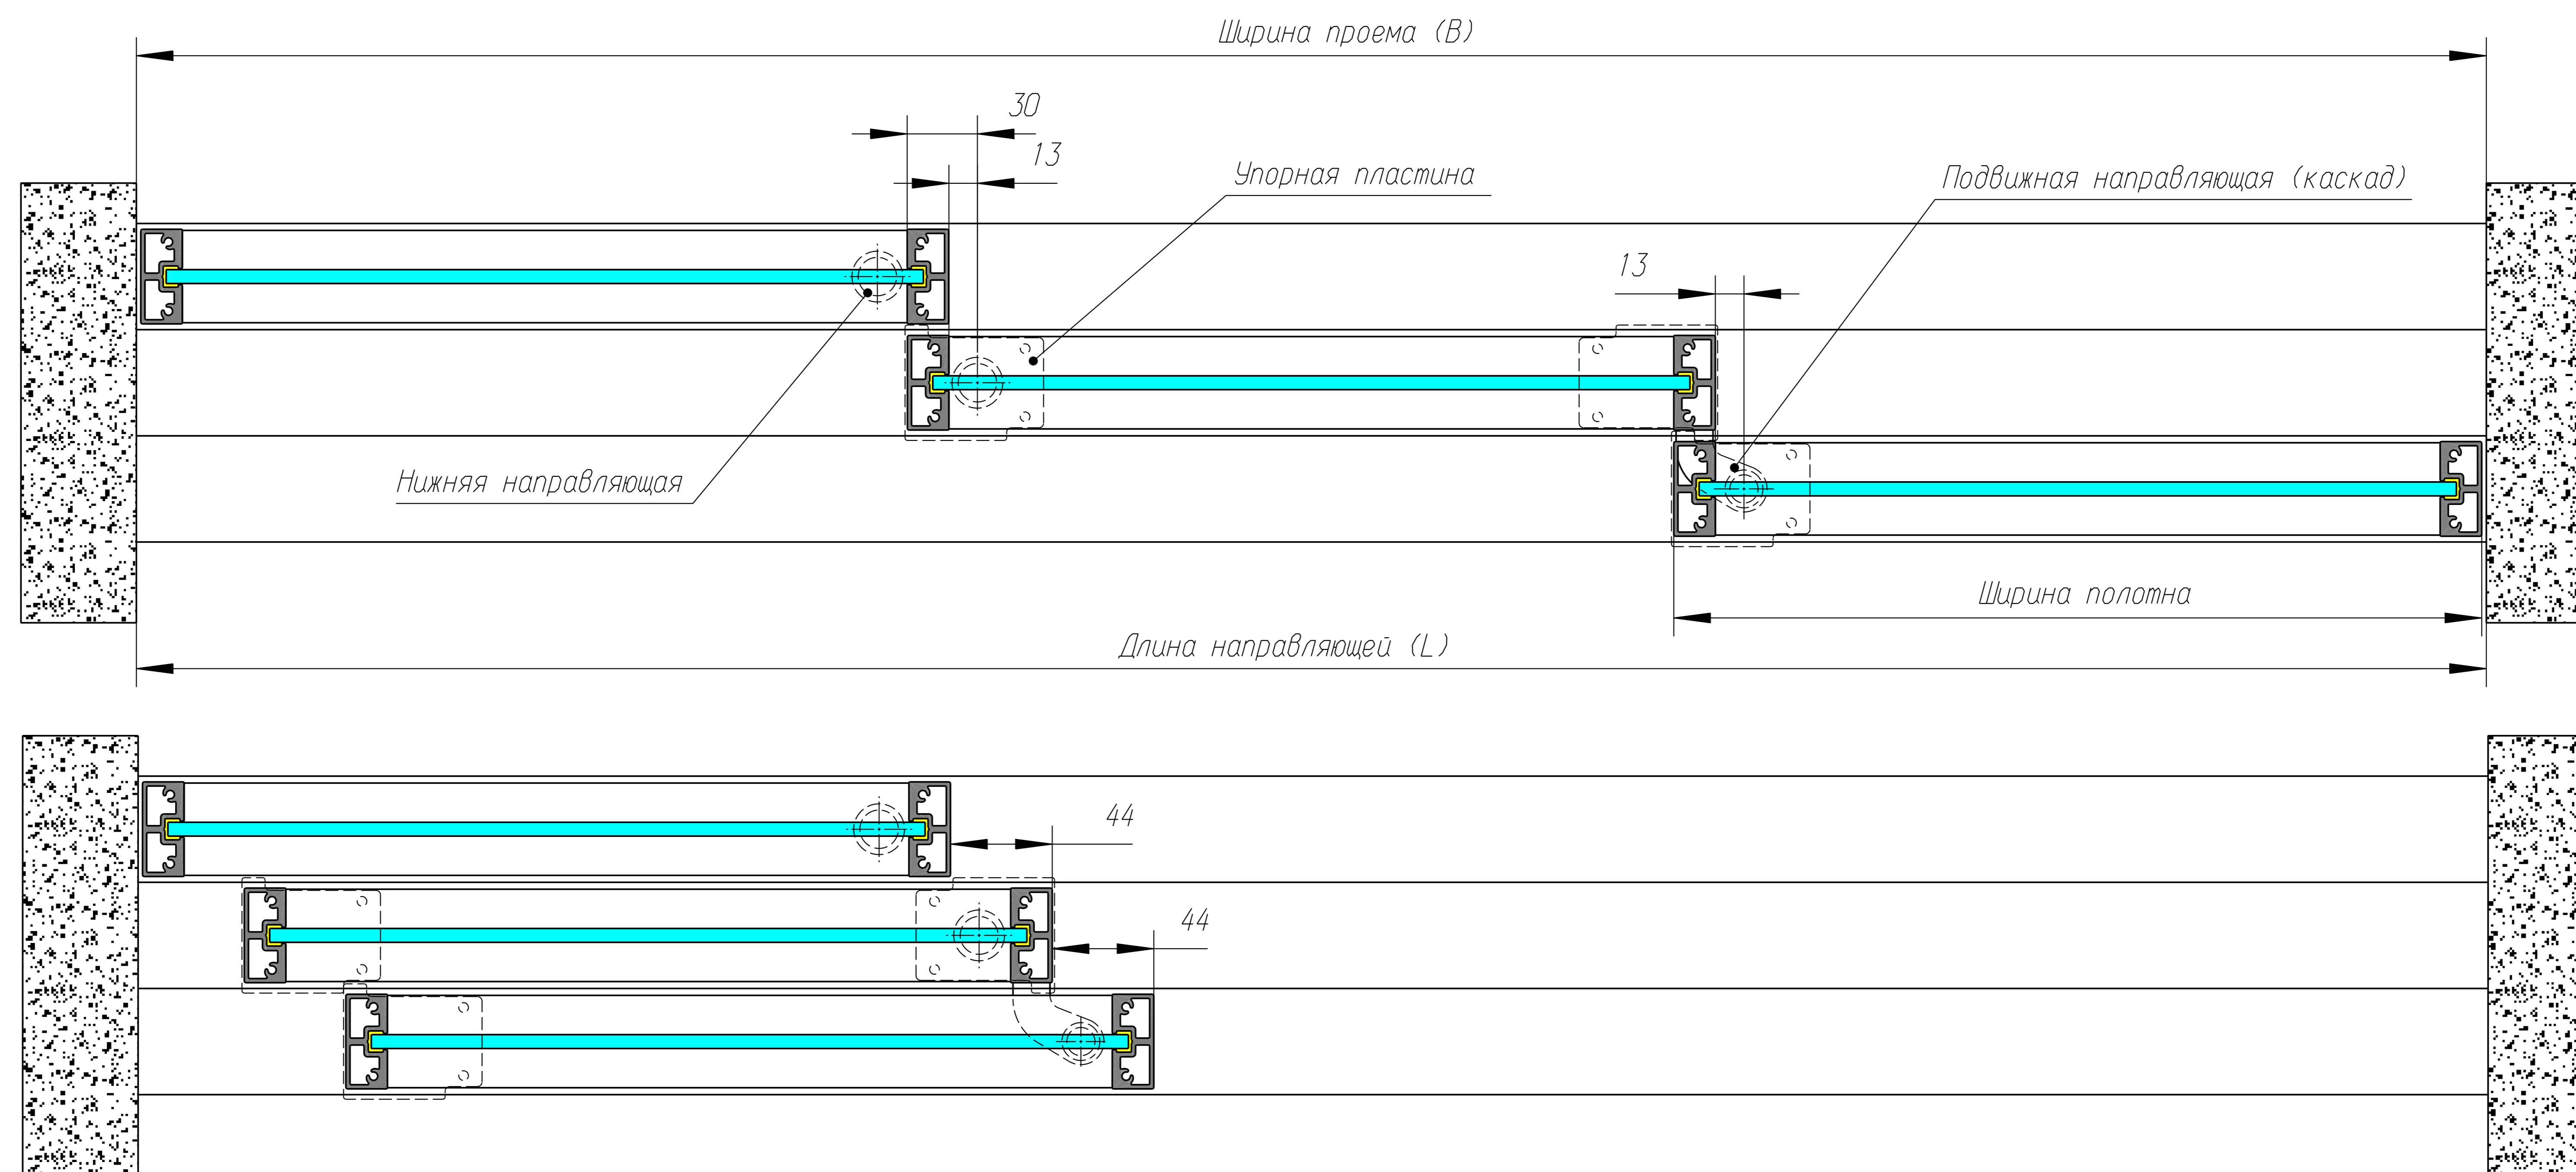 Ширина проема (В)
30
13
Упорная пластина
Подвижная направляющая (каскад)
13
Нижняя направляющая
Ширина полотна
Длина направляющей (L)
44
44